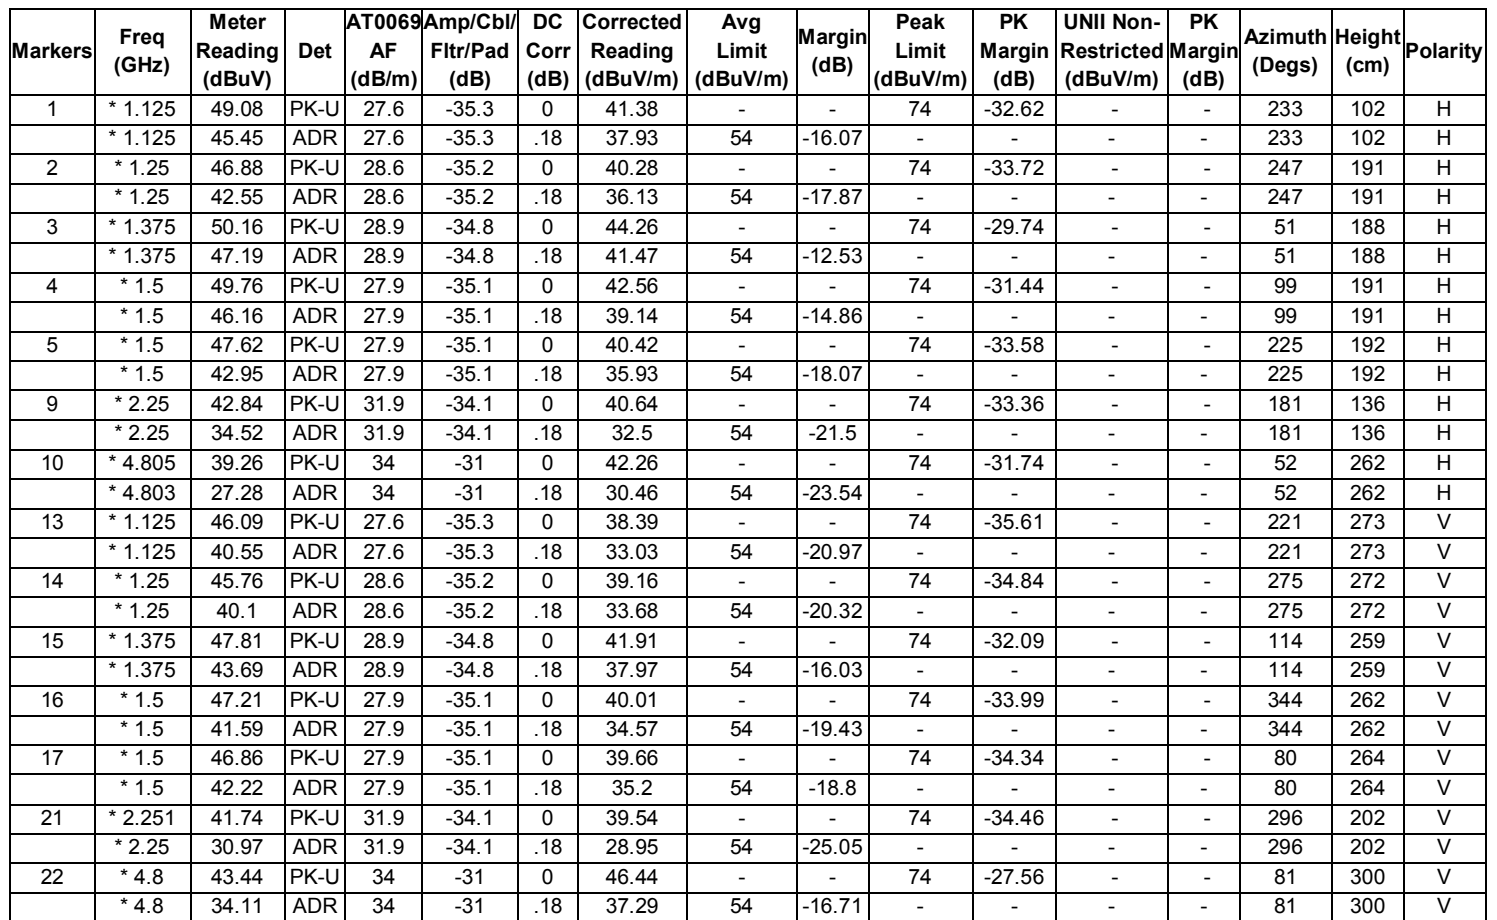 Markers Freq (GHz) Meter Reading (dBuV) Det AT0069 AF (dB/m) Amp/Cbl/ Fltr/Pad (dB) DC Corr (dB) Corrected Reading (dBuV/m) Avg Limit (dBuV/m) Margin (dB) Peak Limit (dBuV/m) PK Margin (dB) UNII Non-Restricted (dBuV/m) PK Margin (dB) Azimuth (Degs) Height (cm) Polarity
1 * 1.125 49.08 PK-U 27.6 -35.3 0 41.38 - - 74 -32.62 - - 233 102 H
* 1.125 45.45 ADR 27.6 -35.3 .18 37.93 54 -16.07 - - - - 233 102 H
2 * 1.25 46.88 PK-U 28.6 -35.2 0 40.28 - - 74 -33.72 - - 247 191 H
* 1.25 42.55 ADR 28.6 -35.2 .18 36.13 54 -17.87 - - - - 247 191 H
3 * 1.375 50.16 PK-U 28.9 -34.8 0 44.26 - - 74 -29.74 - - 51 188 H
* 1.375 47.19 ADR 28.9 -34.8 .18 41.47 54 -12.53 - - - - 51 188 H
4 * 1.5 49.76 PK-U 27.9 -35.1 0 42.56 - - 74 -31.44 - - 99 191 H
* 1.5 46.16 ADR 27.9 -35.1 .18 39.14 54 -14.86 - - - - 99 191 H
5 * 1.5 47.62 PK-U 27.9 -35.1 0 40.42 - - 74 -33.58 - - 225 192 H
* 1.5 42.95 ADR 27.9 -35.1 .18 35.93 54 -18.07 - - - - 225 192 H
9 * 2.25 42.84 PK-U 31.9 -34.1 0 40.64 - - 74 -33.36 - - 181 136 H
* 2.25 34.52 ADR 31.9 -34.1 .18 32.5 54 -21.5 - - - - 181 136 H
10 * 4.805 39.26 PK-U 34 -31 0 42.26 - - 74 -31.74 - - 52 262 H
* 4.803 27.28 ADR 34 -31 .18 30.46 54 -23.54 - - - - 52 262 H
13 * 1.125 46.09 PK-U 27.6 -35.3 0 38.39 - - 74 -35.61 - - 221 273 V
* 1.125 40.55 ADR 27.6 -35.3 .18 33.03 54 -20.97 - - - - 221 273 V
14 * 1.25 45.76 PK-U 28.6 -35.2 0 39.16 - - 74 -34.84 - - 275 272 V
* 1.25 40.1 ADR 28.6 -35.2 .18 33.68 54 -20.32 - - - - 275 272 V
15 * 1.375 47.81 PK-U 28.9 -34.8 0 41.91 - - 74 -32.09 - - 114 259 V
* 1.375 43.69 ADR 28.9 -34.8 .18 37.97 54 -16.03 - - - - 114 259 V
16 * 1.5 47.21 PK-U 27.9 -35.1 0 40.01 - - 74 -33.99 - - 344 262 V
* 1.5 41.59 ADR 27.9 -35.1 .18 34.57 54 -19.43 - - - - 344 262 V
17 * 1.5 46.86 PK-U 27.9 -35.1 0 39.66 - - 74 -34.34 - - 80 264 V
* 1.5 42.22 ADR 27.9 -35.1 .18 35.2 54 -18.8 - - - - 80 264 V
21 * 2.251 41.74 PK-U 31.9 -34.1 0 39.54 - - 74 -34.46 - - 296 202 V
* 2.25 30.97 ADR 31.9 -34.1 .18 28.95 54 -25.05 - - - - 296 202 V
22 * 4.8 43.44 PK-U 34 -31 0 46.44 - - 74 -27.56 - - 81 300 V
* 4.8 34.11 ADR 34 -31 .18 37.29 54 -16.71 - - - - 81 300 V